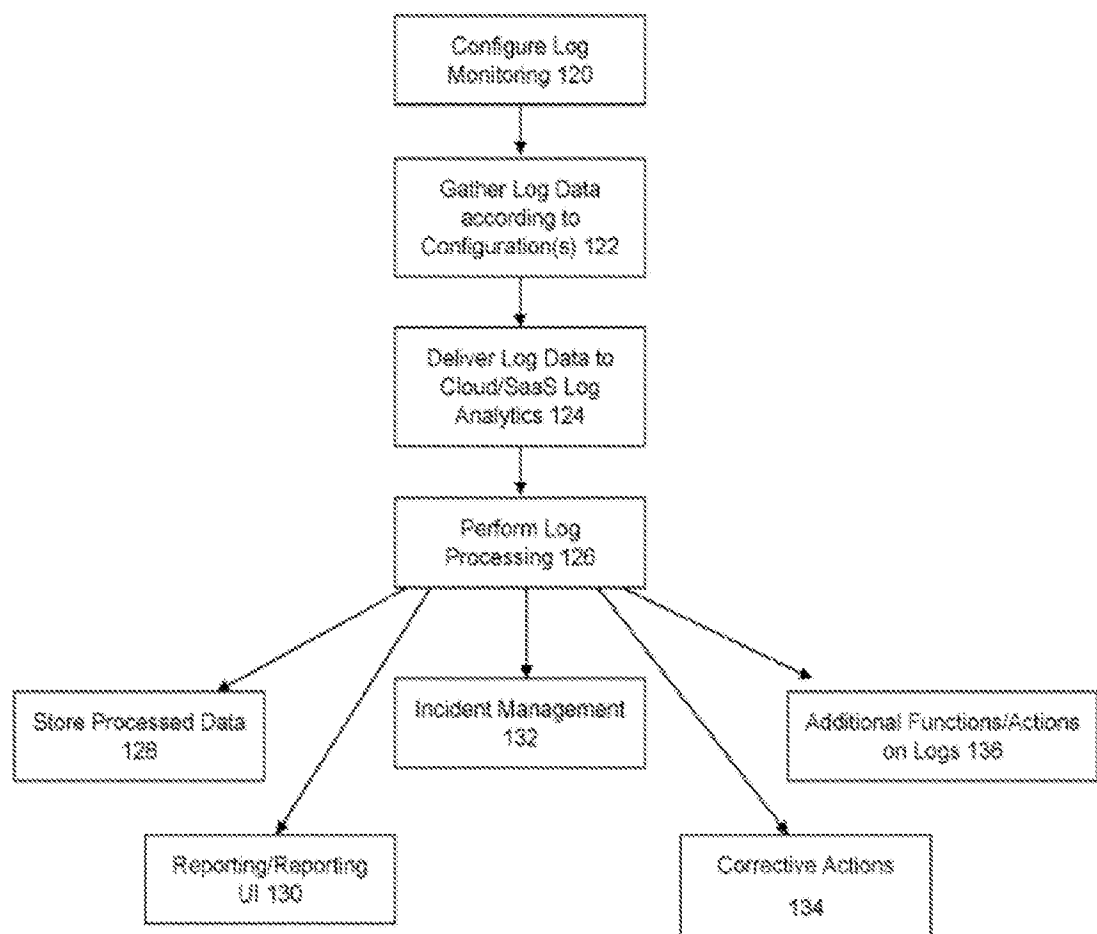 Configure Log
Monitoring 120
Gather Log Data
according to
Configuration(s) 122
Deliver Log Data to
Cloud/SaaS Log
Analytics 124
Perform Log
Processing 126
Store Processed Data
128
Incident Management
132
Additional Functions/Actions
on Logs 136
Reporting/Reporting
UI 130
Corrective Actions
134